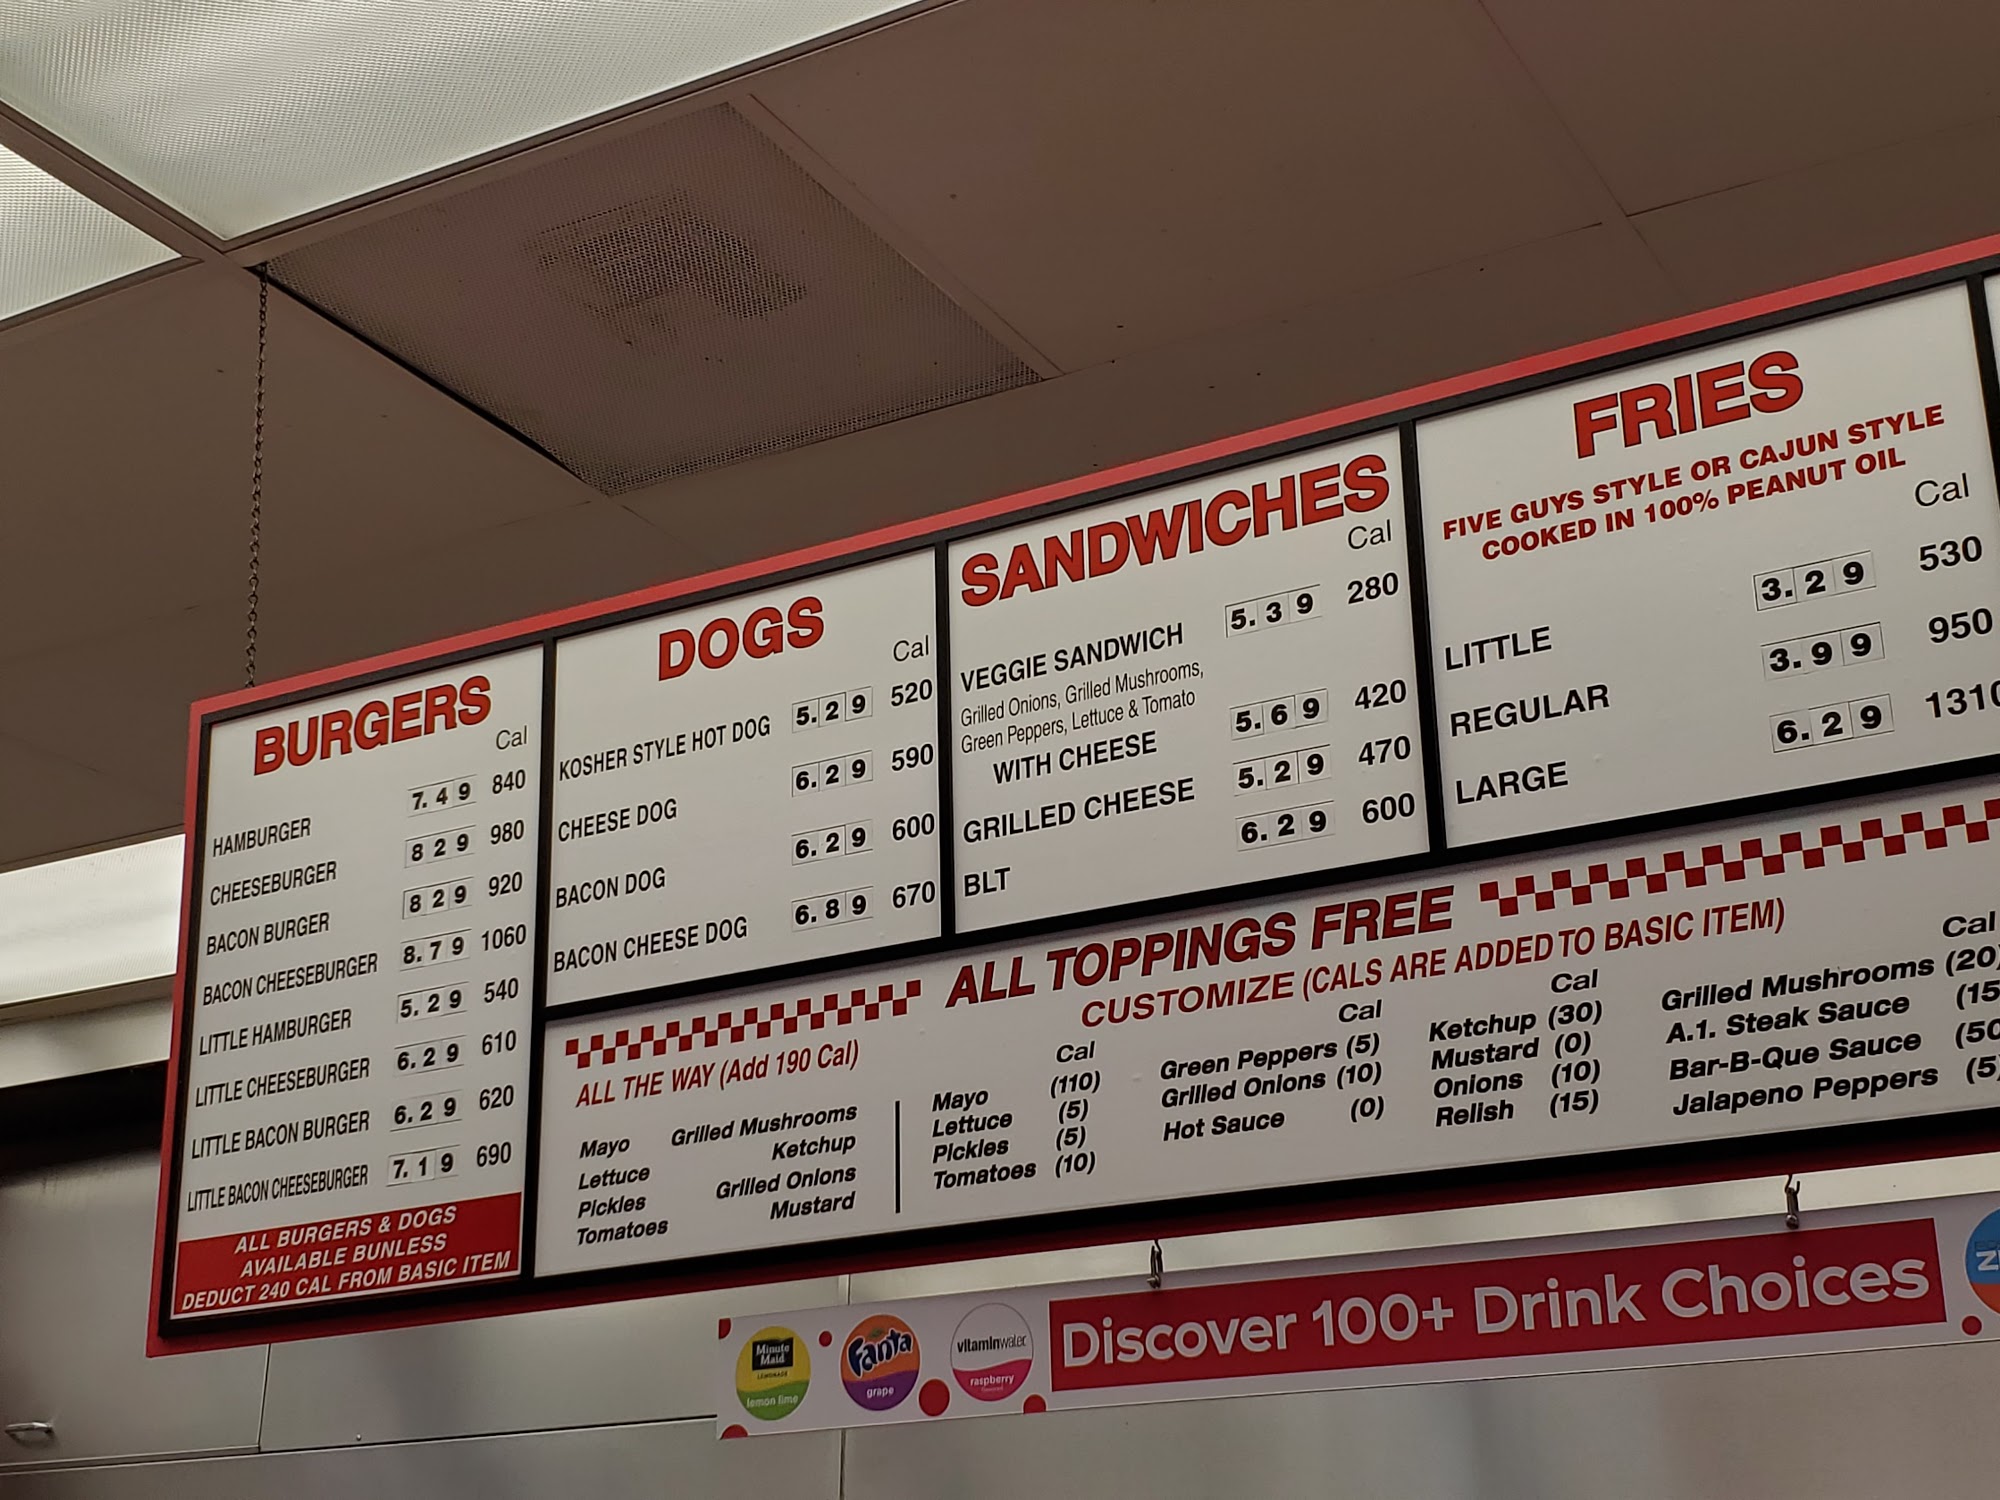 BURGERS
Cal
HAMBURGER 7.49 840
CHEESEBURGER 829 980
BACON BURGER 829 920
BACON CHEESEBURGER 8.79 1060
LITTLE HAMBURGER 5.29 540
LITTLE CHEESEBURGER 6.29 610
LITTLE BACON BURGER 6.29 620
LITTLE BACON CHEESEBURGER 7.19 690
ALL BURGERS & DOGS
AVAILABLE BUNLESS
DEDUCT 240 CAL FROM BASIC ITEM
DOGS
Cal
KOSHER STYLE HOT DOG 5.29 520
CHEESE DOG 6.29 590
BACON DOG 6.29 600
BACON CHEESE DOG 6.89 670
SANDWICHES
Cal
VEGGIE SANDWICH 5.39 280
Grilled Onions, Grilled Mushrooms,
Green Peppers, Lettuce & Tomato
WITH CHEESE 5.69 420
GRILLED CHEESE 5.29 470
BLT 6.29 600
FRIES
FIVE GUYS STYLE OR CAJUN STYLE
COOKED IN 100% PEANUT OIL
Cal
LITTLE 3.29 530
REGULAR 3.99 950
LARGE 6.29 1310
ALL TOPPINGS FREE
CUSTOMIZE (CALS ARE ADDED TO BASIC ITEM)
ALL THE WAY (Add 190 Cal)
Mayo Grilled Mushrooms
Lettuce Ketchup
Pickles Grilled Onions
Tomatoes Mustard
Cal
Mayo (110)
Lettuce (5)
Pickles (5)
Tomatoes (10)
Cal
Green Peppers (5)
Grilled Onions (10)
Hot Sauce (0)
Cal
Ketchup (30)
Mustard (0)
Onions (10)
Relish (15)
Cal
Grilled Mushrooms (20)
A.1. Steak Sauce (15
Bar-B-Que Sauce (50
Jalapeno Peppers (5)
Minute
Maid
LEMONADE
lemon lime
Fanta
grape
vitaminwater
raspberry
Discover 100+ Drink Choices